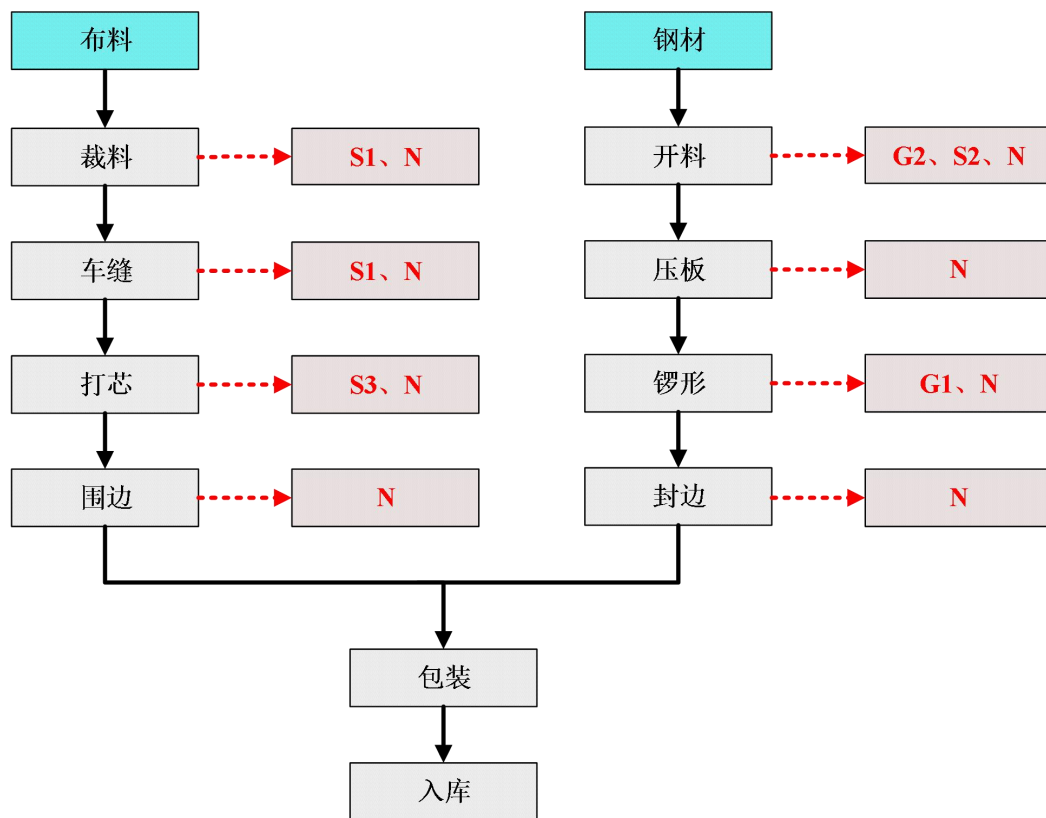 布料
钢材
裁料
S1、N
开料
G2、S2、N
车缝
S1、N
压板
N
打芯
S3、N
锣形
G1、N
围边
N
封边
N
包装
入库